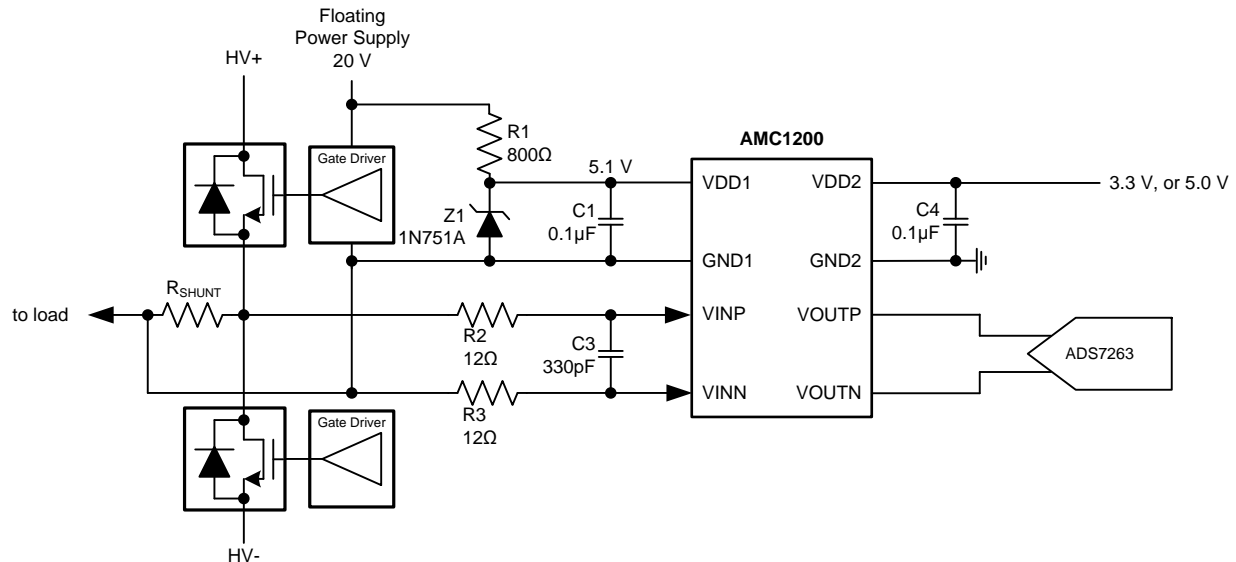 Floating
Power Supply
20 V
HV+
Gate Driver
R1
800Ω
5.1 V
Z1
1N751A
C1
0.1µF
AMC1200
VDD1
VDD2
GND1
GND2
VINP
VOUTP
VINN
VOUTN
C4
0.1µF
3.3 V, or 5.0 V
RSHUNT
to load
R2
12Ω
C3
330pF
R3
12Ω
ADS7263
Gate Driver
HV-